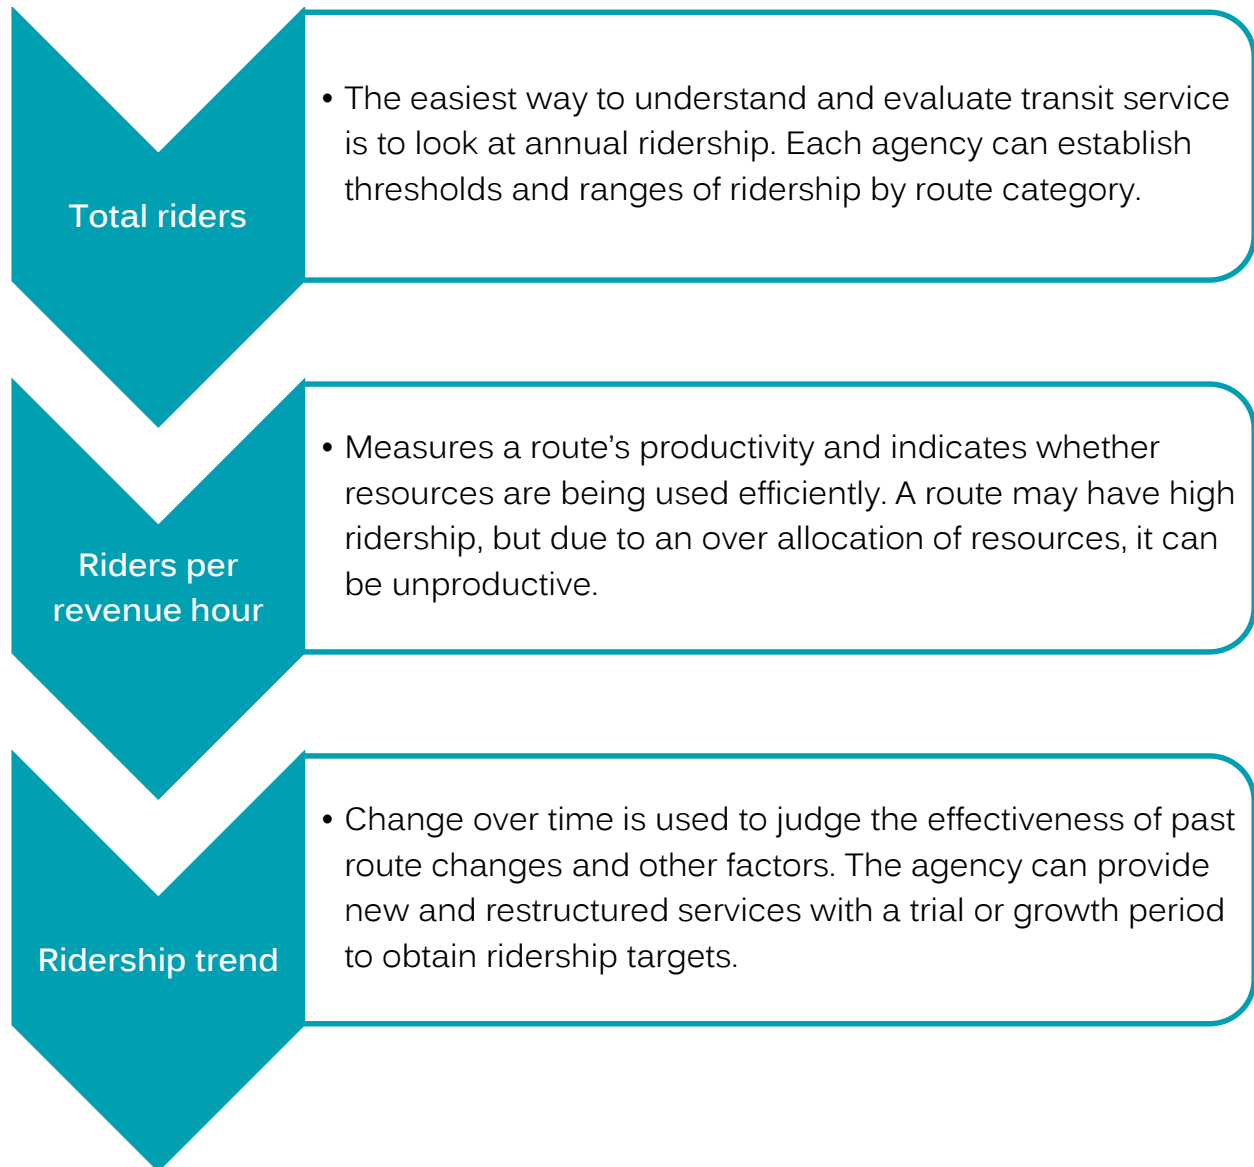 Total riders
• The easiest way to understand and evaluate transit service
is to look at annual ridership. Each agency can establish
thresholds and ranges of ridership by route category.
Riders per
revenue hour
• Measures a route’s productivity and indicates whether
resources are being used efficiently. A route may have high
ridership, but due to an over allocation of resources, it can
be unproductive.
Ridership trend
• Change over time is used to judge the effectiveness of past
route changes and other factors. The agency can provide
new and restructured services with a trial or growth period
to obtain ridership targets.